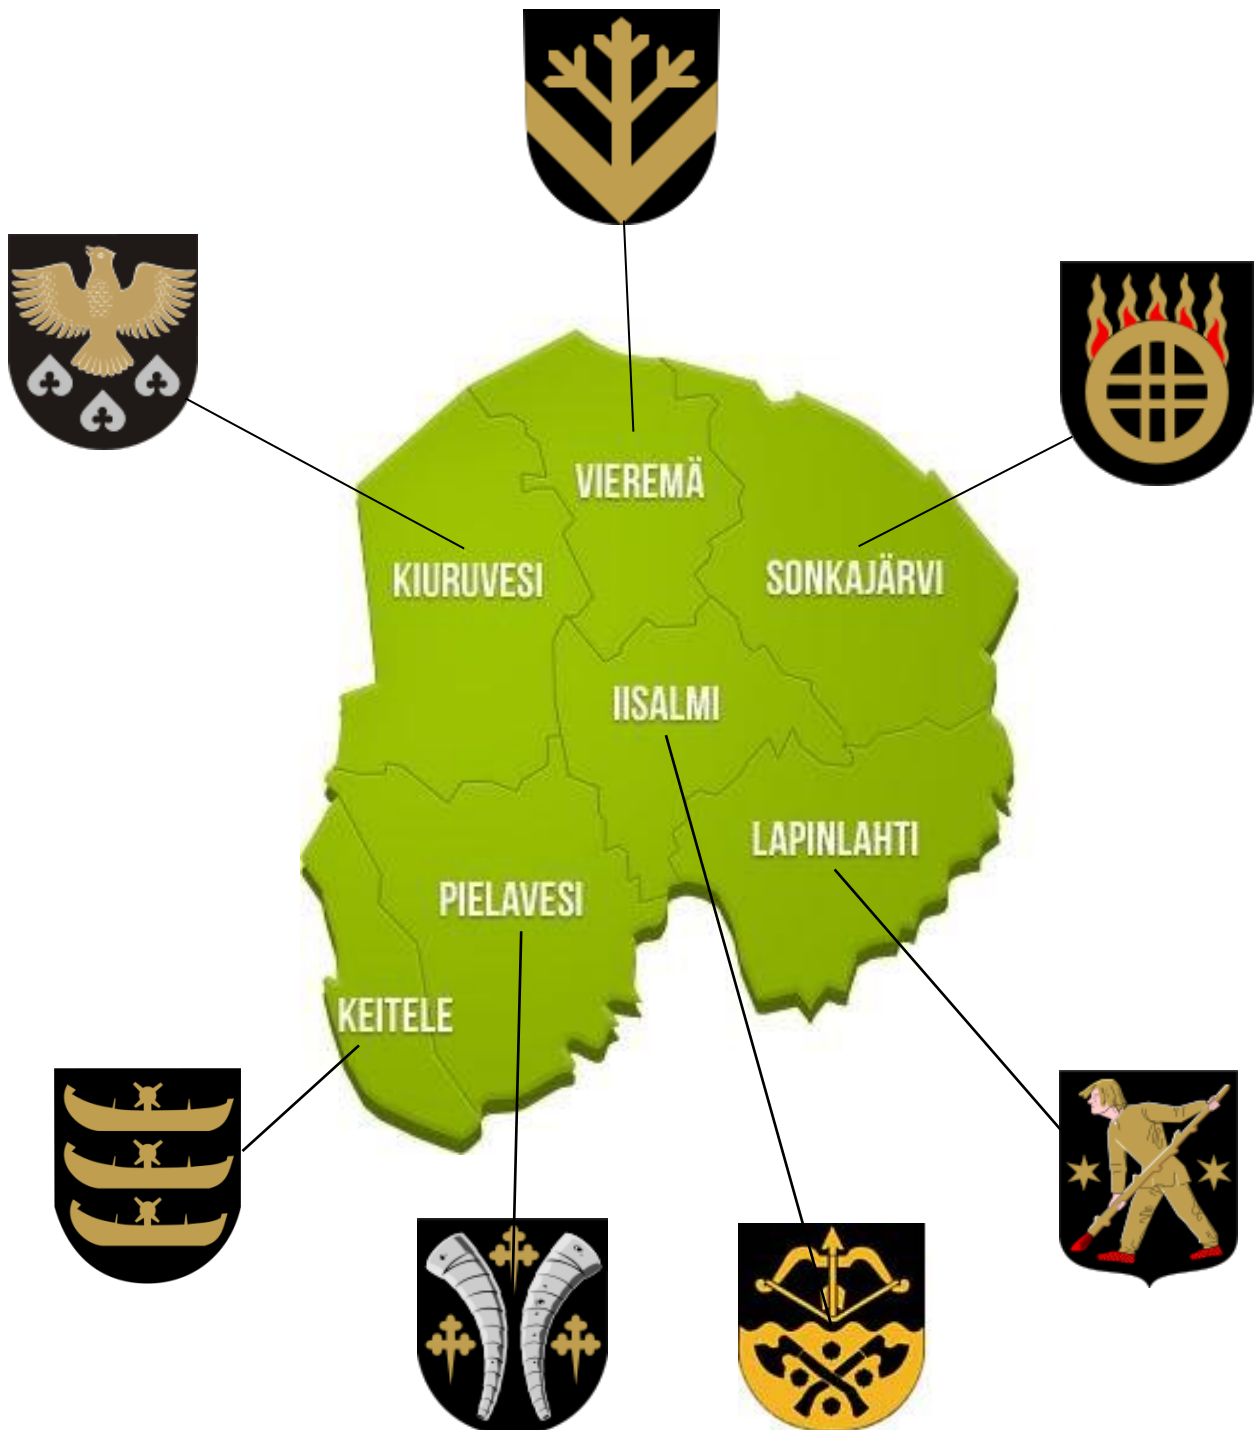 VIEREMÄ
KIURUVESI
SONKAJÄRVI
IISALMI
LAPINLAHTI
PIELAVESI
KEITELE